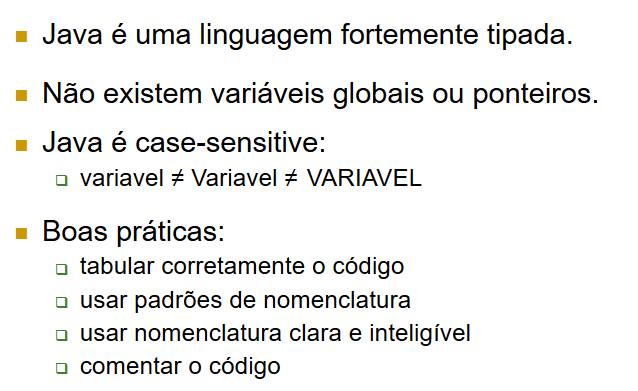 Java é uma linguagem fortemente tipada.
Não existem variáveis globais ou ponteiros.
Java é case-sensitive:
variavel ≠ Variavel ≠ VARIAVEL
Boas práticas:
tabular corretamente o código
usar padrões de nomenclatura
usar nomenclatura clara e inteligível
comentar o código